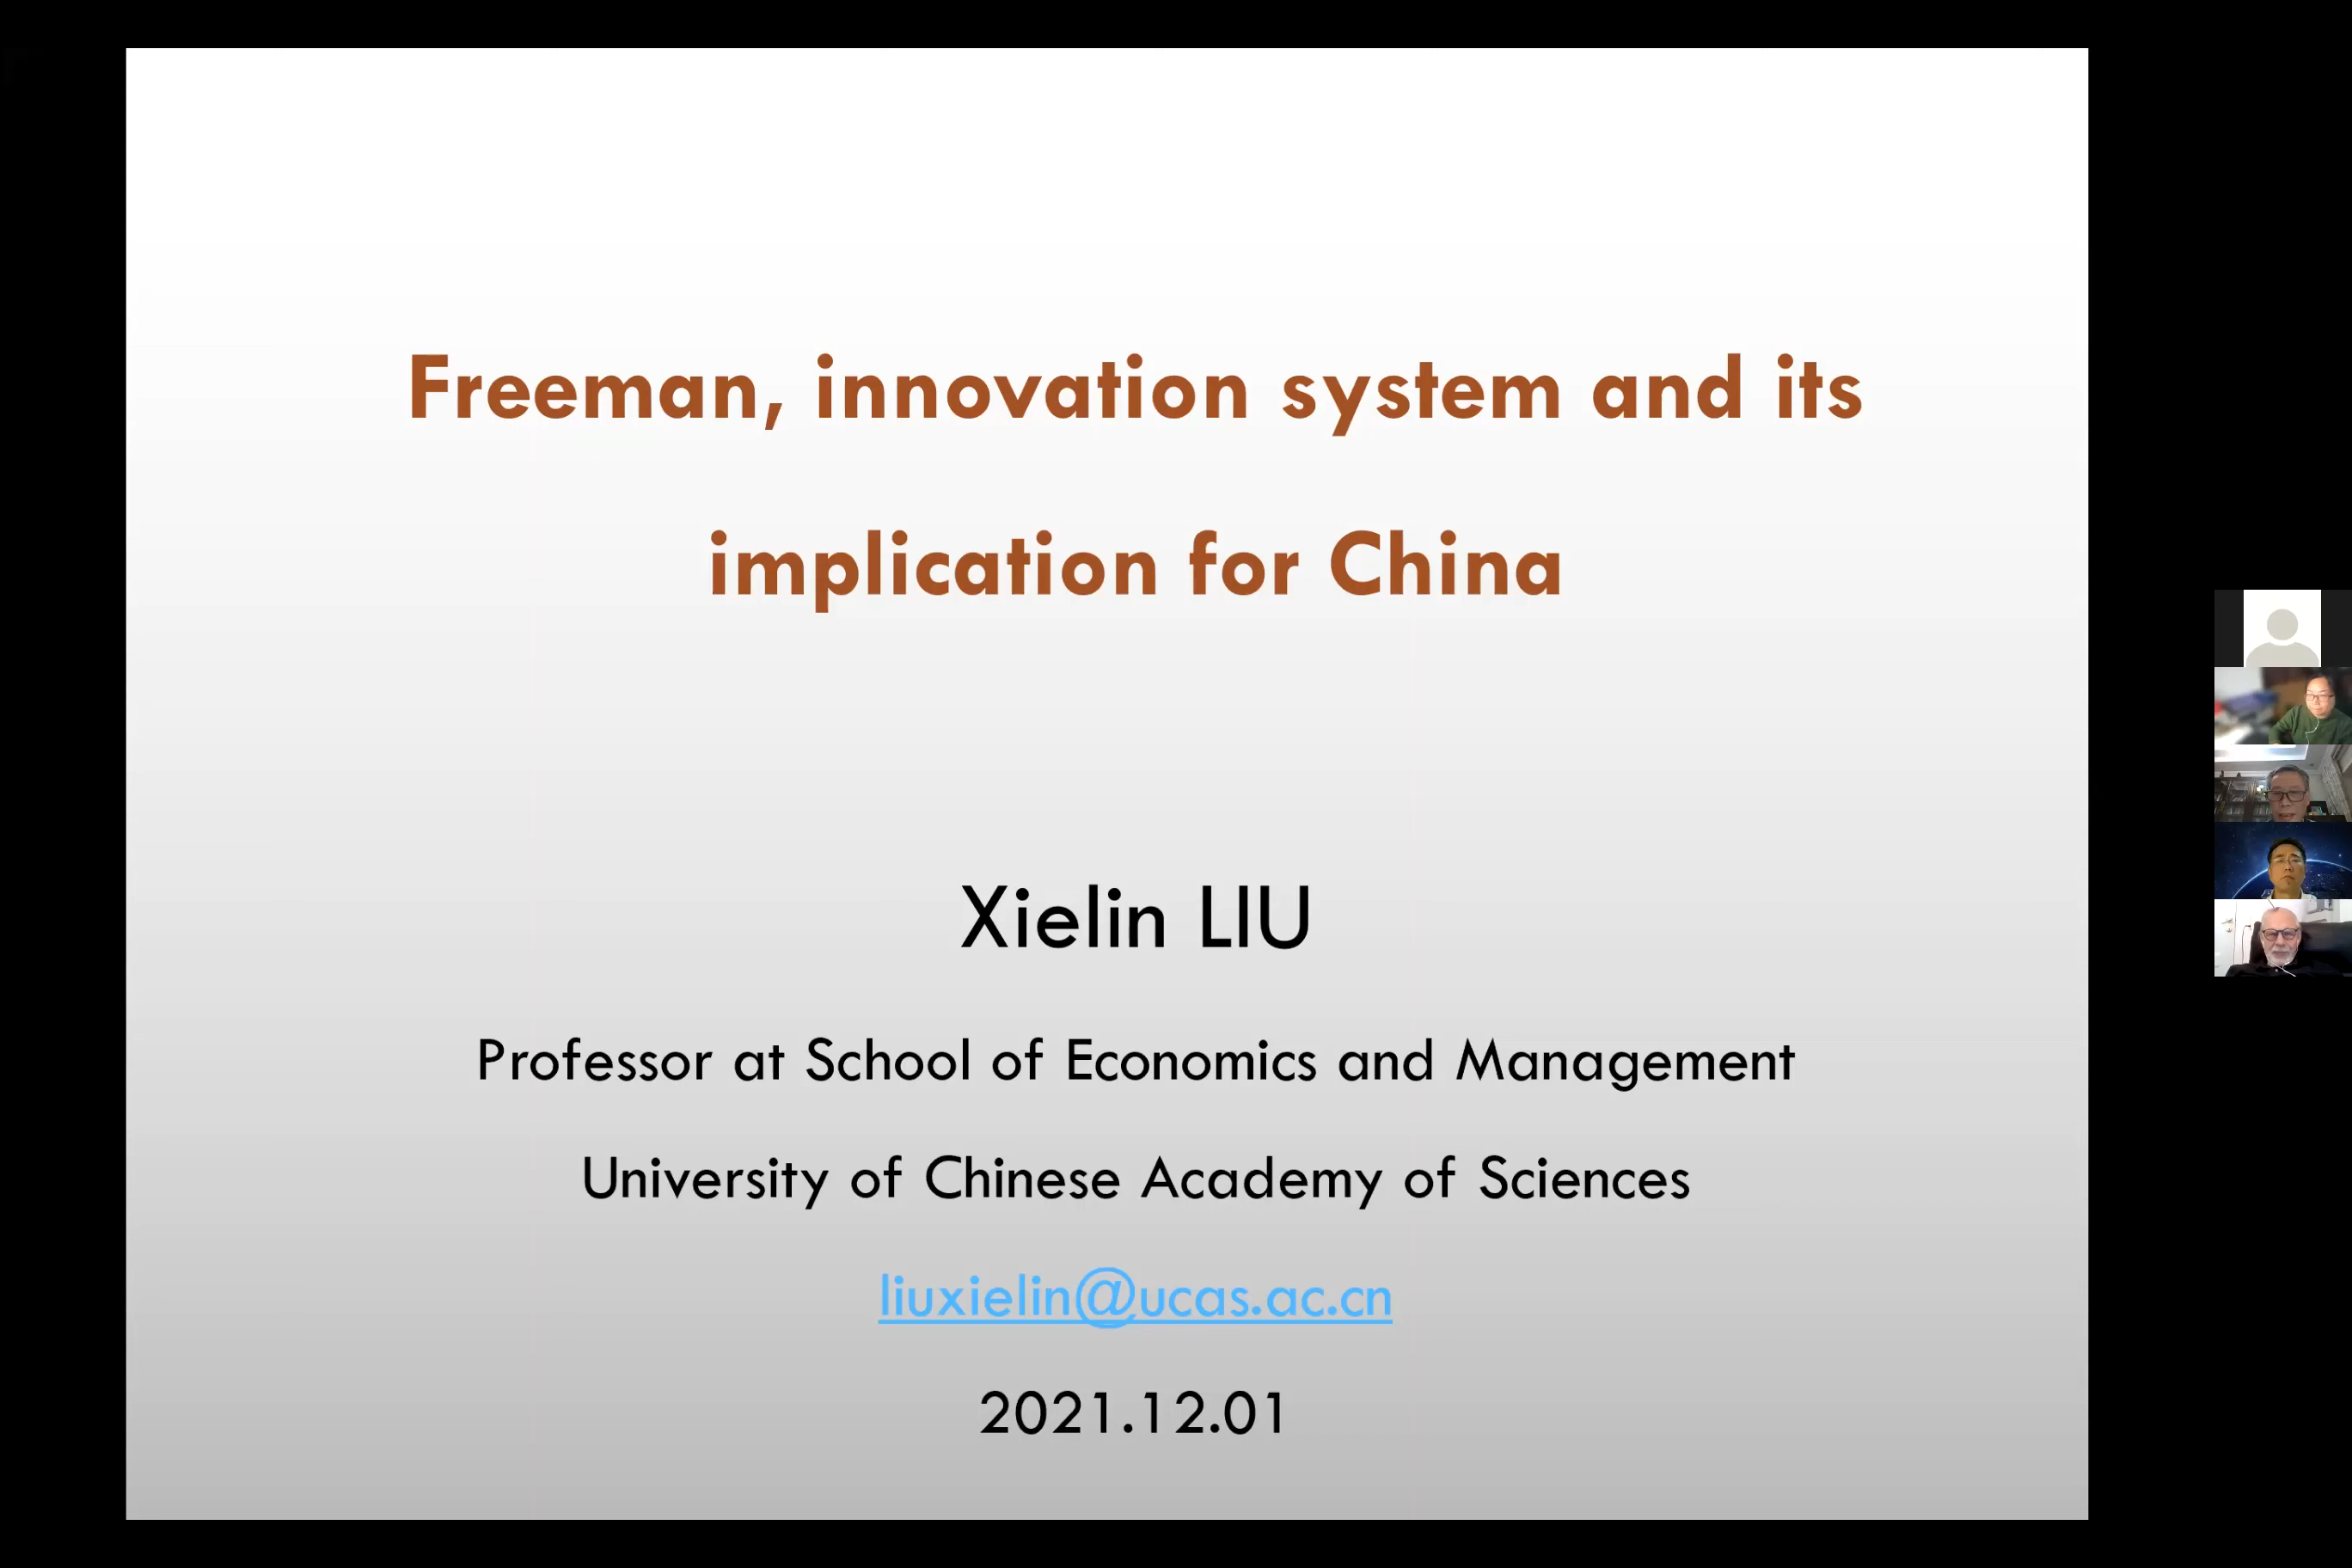 Freeman, innovation system and its
implication for China
Xielin LIU
Professor at School of Economics and Management
University of Chinese Academy of Sciences
liuxielin@ucas.ac.cn
2021.12.01